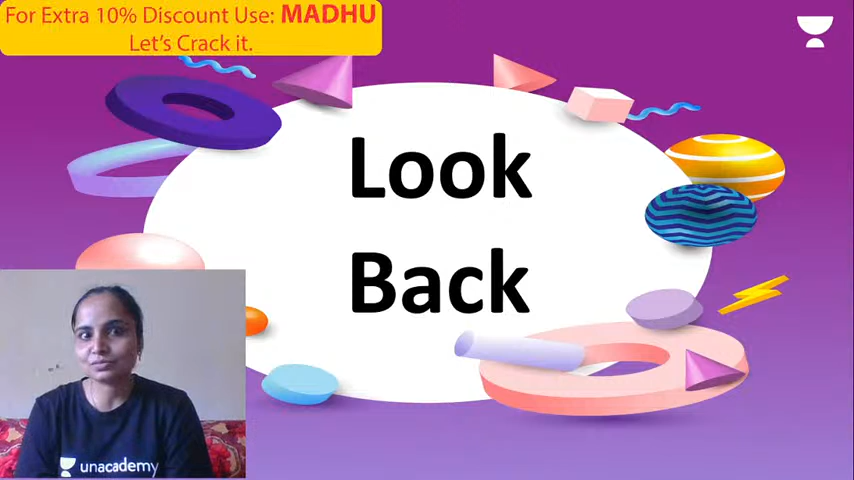 For Extra 10% Discount Use: MADHU
Let's Crack it.
Look
Back
unacademy